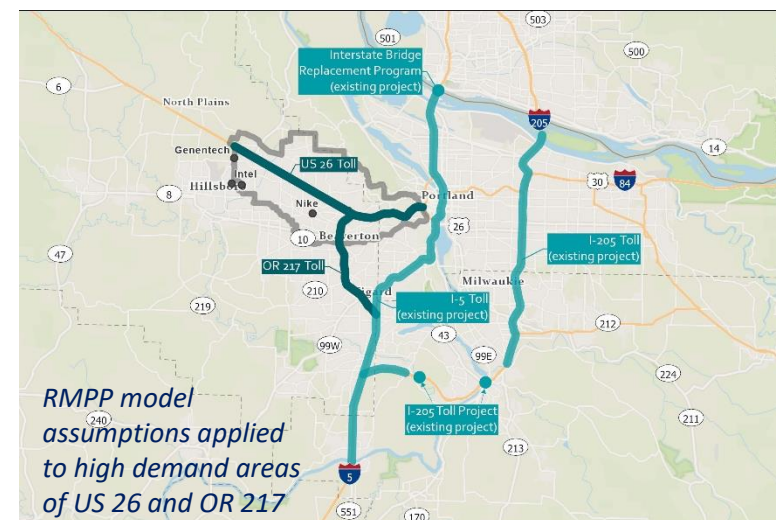 503
501
Interstate Bridge
Replacement Program
(existing project)
500
6
North Plains
205
14
Genentech
US 26 Toll
Intel
Hillsbo
8
Nike
Portland
30
84
26
10
Beaverton
I-205 Toll
(existing project)
47
OR 217 Toll
210
Tigard
I-5 Toll
(existing project)
Milwaukie
219
212
43
99W
99E
224
RMPP model
assumptions applied
to high demand areas
of US 26 and OR 217
240
I-205 Toll Project
(existing project)
211
213
5
551
170